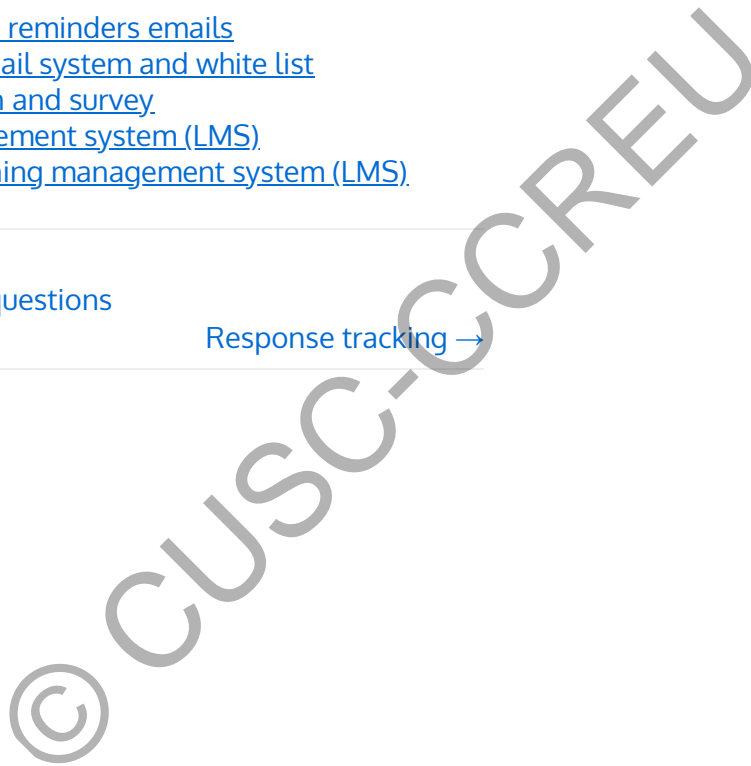 reminders emails
ail system and white list
and survey
ement system (LMS)
ing management system (LMS)
uestions
Response tracking →
© CUSC-CCREU